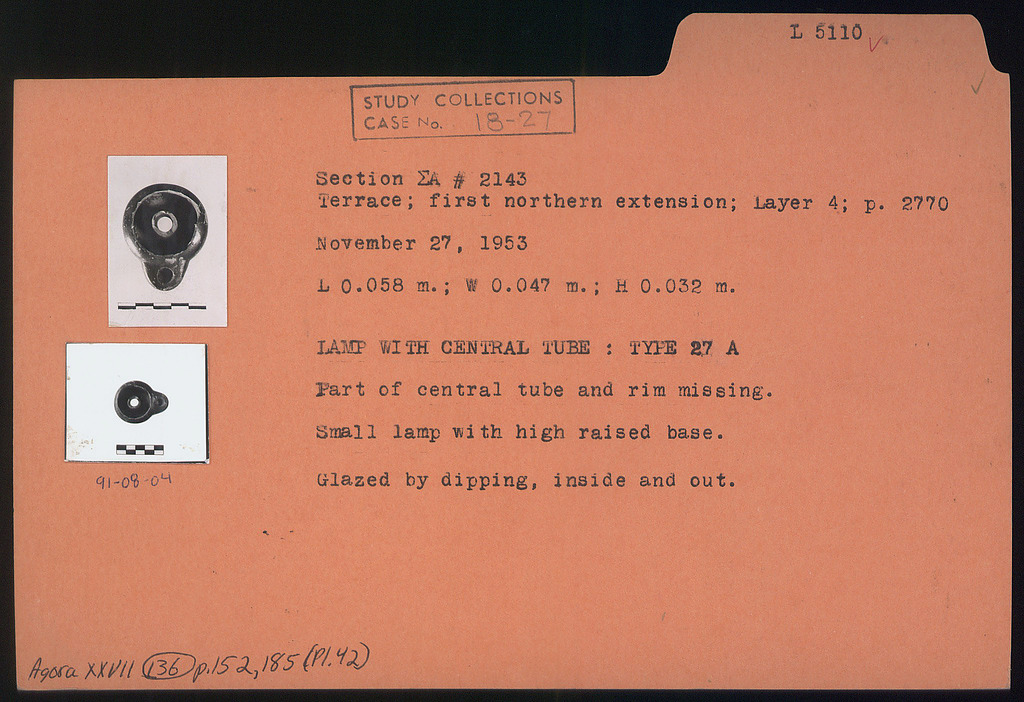 L 5110
STUDY COLLECTIONS
CASE No. 18-27
Section ΣA # 2143
Terrace; first northern extension; Layer 4; p. 2770
November 27, 1953
L 0.058 m.; W 0.047 m.; H 0.032 m.
LAMP WITH CENTRAL TUBE : TYPE 27 A
Part of central tube and rim missing.
Small lamp with high raised base.
Glazed by dipping, inside and out.
91-08-04
Agora XXVII 136 p.152, 185 (Pl.42)